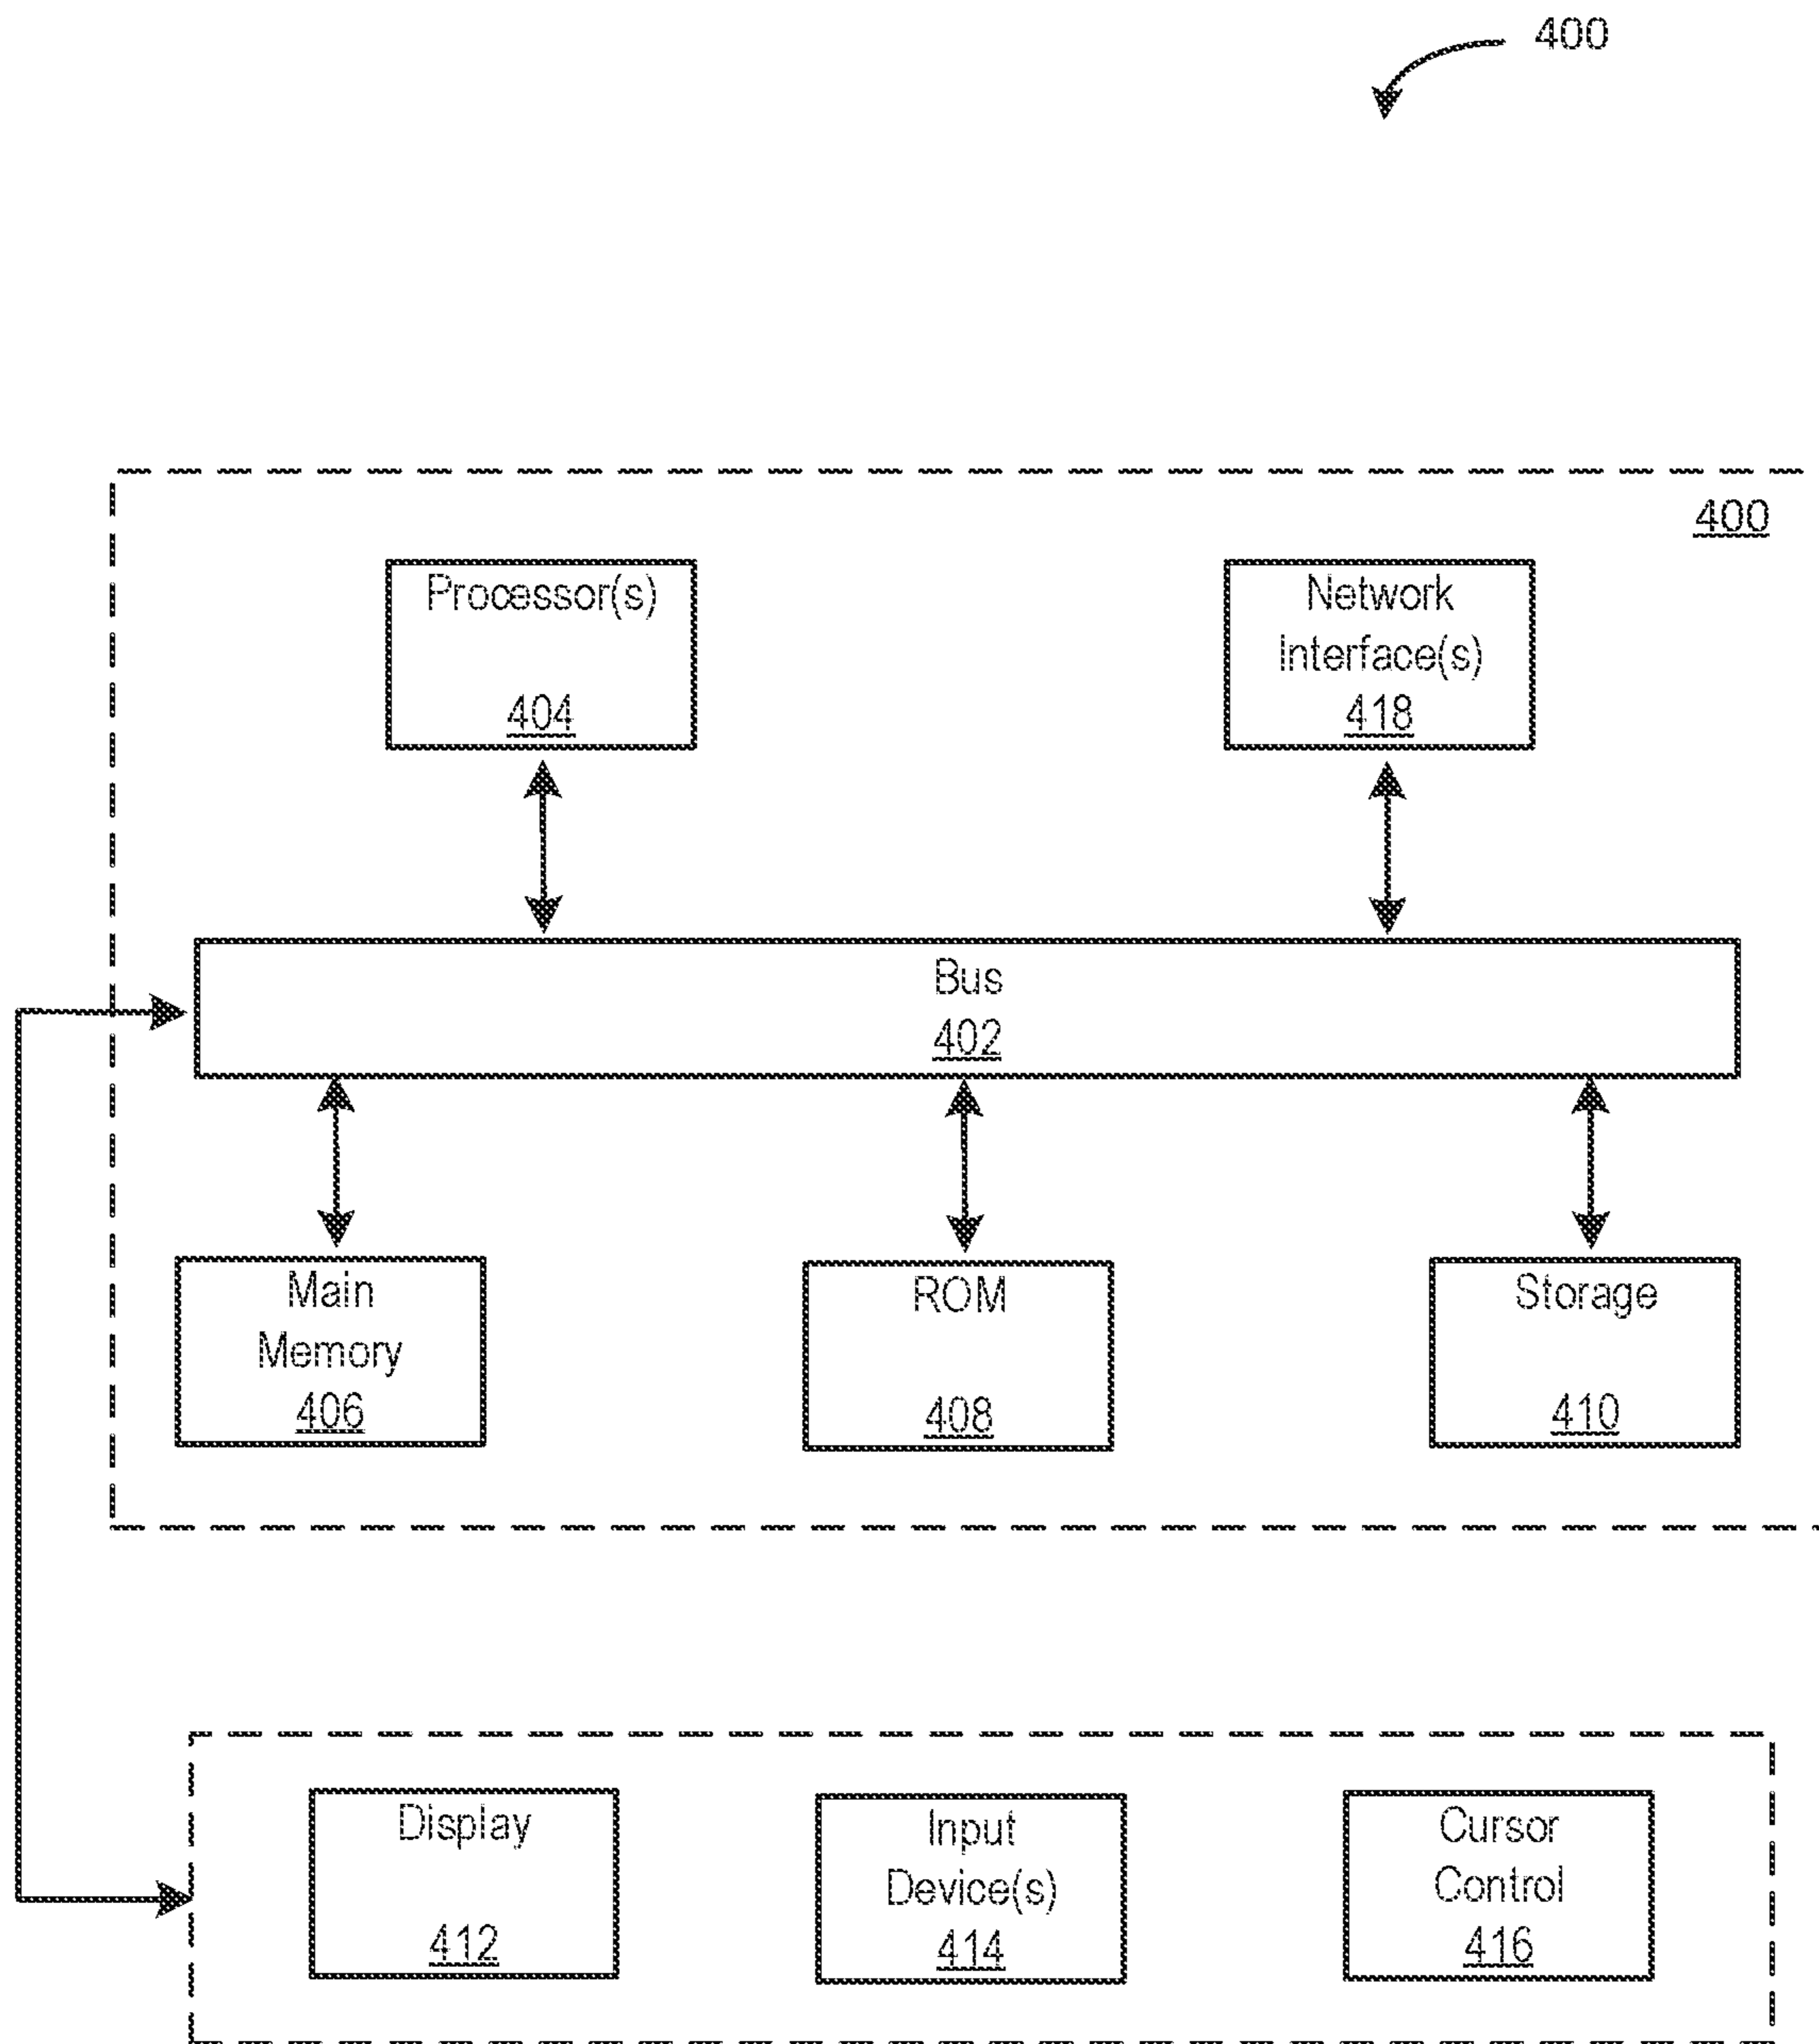 400
400
Processor(s)
404
Network
Interface(s)
418
Bus
402
Main
Memory
406
ROM
408
Storage
410
Display
412
Input
Device(s)
414
Cursor
Control
416